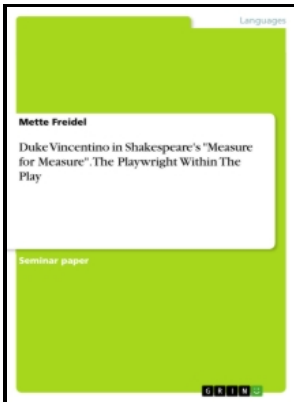 Languages
Mette Freidel
Duke Vincentino in Shakespeare's "Measure
for Measure". The Playwright Within The
Play
Seminar paper
GRIN